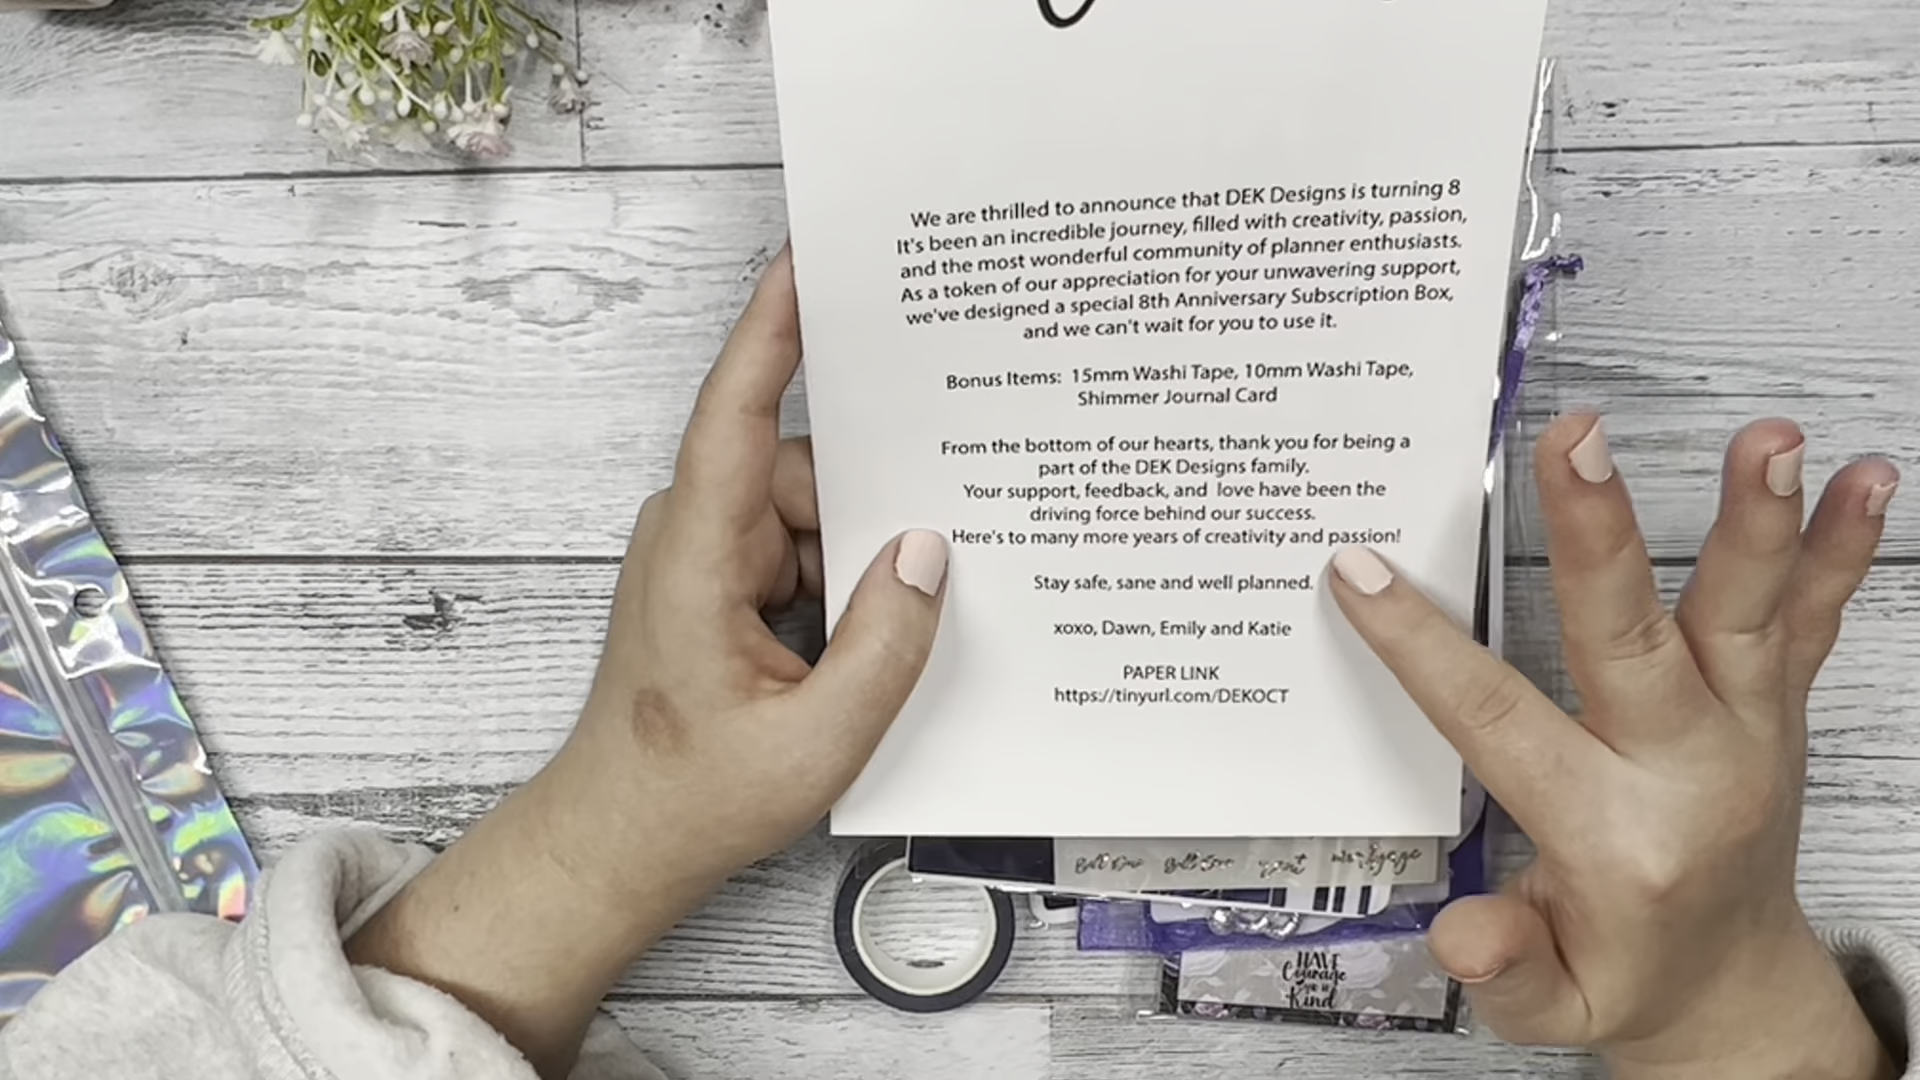 We are thrilled to announce that DEK Designs is turning 8
It's been an incredible journey, filled with creativity, passion,
and the most wonderful community of planner enthusiasts.
As a token of our appreciation for your unwavering support,
we've designed a special 8th Anniversary Subscription Box,
and we can't wait for you to use it.
Bonus Items: 15mm Washi Tape, 10mm Washi Tape,
Shimmer Journal Card
From the bottom of our hearts, thank you for being a
part of the DEK Designs family.
Your support, feedback, and love have been the
driving force behind our success.
Here's to many more years of creativity and passion!
Stay safe, sane and well planned.
xoxo, Dawn, Emily and Katie
PAPER LINK
https://tinyurl.com/DEKOCT
mortgage
HAVE
Courage
Kind